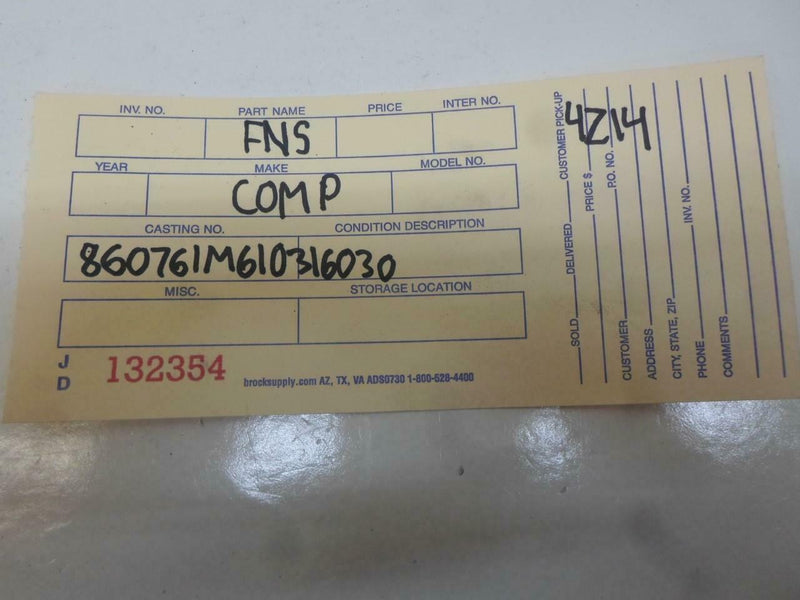 INV. NO. PART NAME PRICE INTER NO.
FNS
YEAR MAKE MODEL NO.
COMP
CASTING NO. CONDITION DESCRIPTION
860761M610316030
MISC. STORAGE LOCATION
J
D
132354
brocksupply.com AZ, TX, VA ADS0730 1-800-528-4400
4214
SOLD DELIVERED CUSTOMER PICK-UP
PRICE $
CUSTOMER P.O. NO.
ADDRESS
CITY, STATE, ZIP
PHONE INV. NO.
COMMENTS